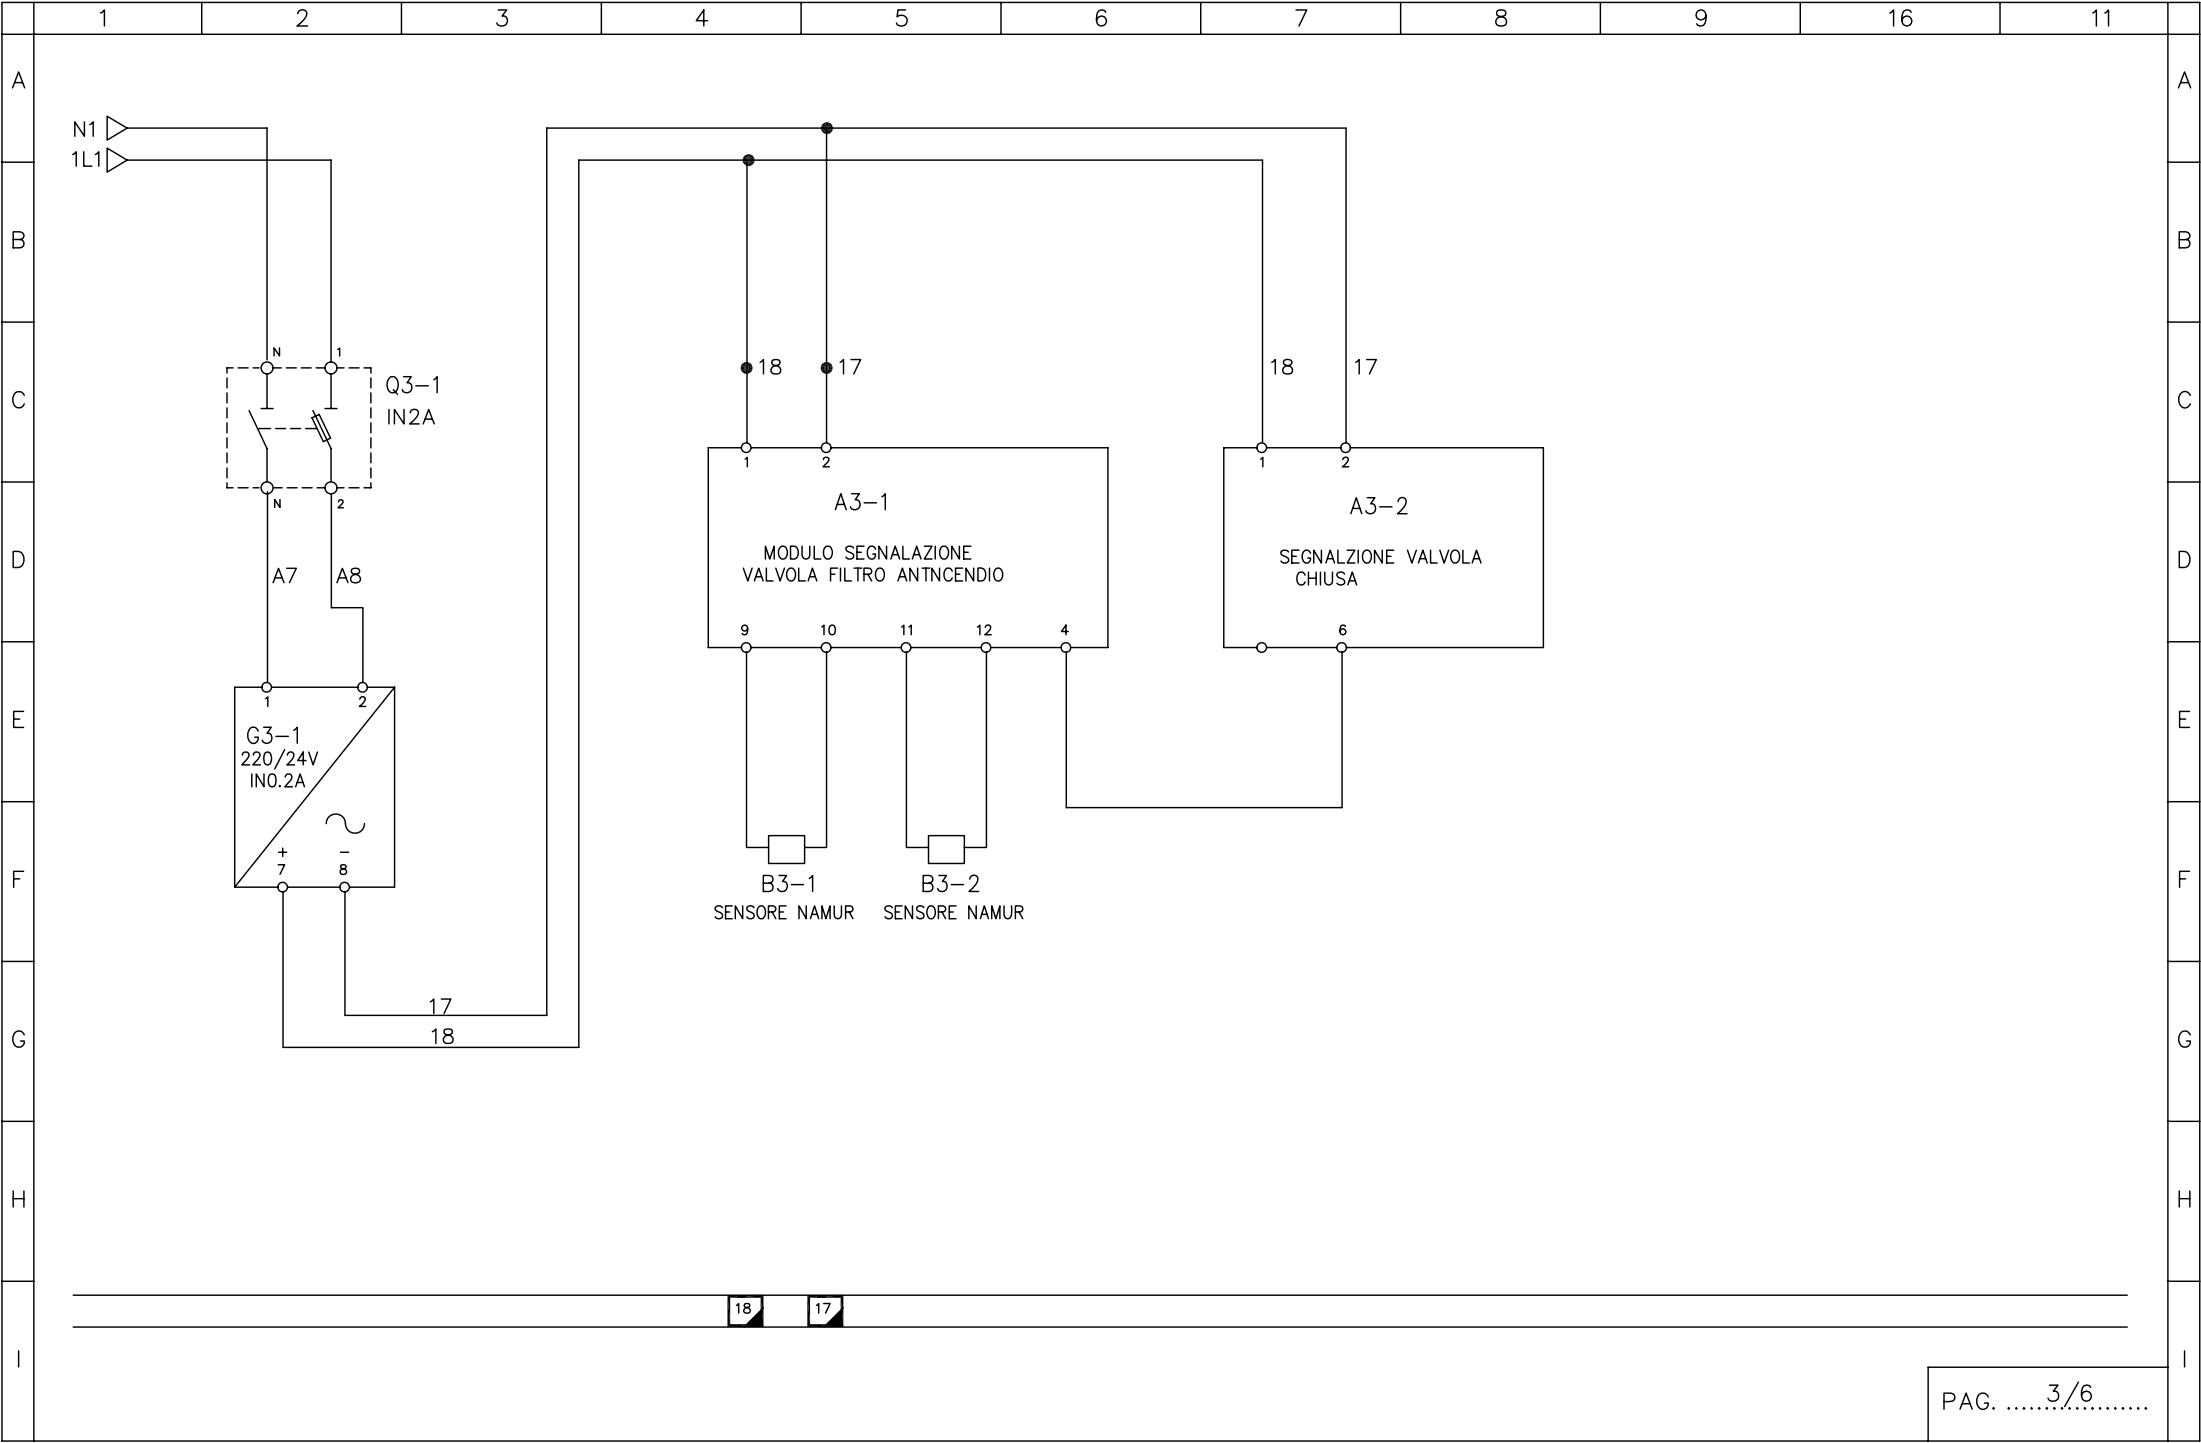 1 2 3 4 5 6 7 8 9 16 11
A A
N1
1L1
B B
N 1
18 17 18 17
Q3-1
C C
IN2A
1 2 1 2
N 2
A3-1 A3-2
MODULO SEGNALAZIONE
VALVOLA FILTRO ANTNCENDIO
SEGNALZIONE VALVOLA
CHIUSA
D D
A7 A8
9 10 11 12 4 6
1 2
E E
G3-1
220/24V
IN0.2A
+ −
7 8
F F
B3-1 B3-2
SENSORE NAMUR SENSORE NAMUR
17
18
G G
H H
18 17
I I
PAG. ....3/6....